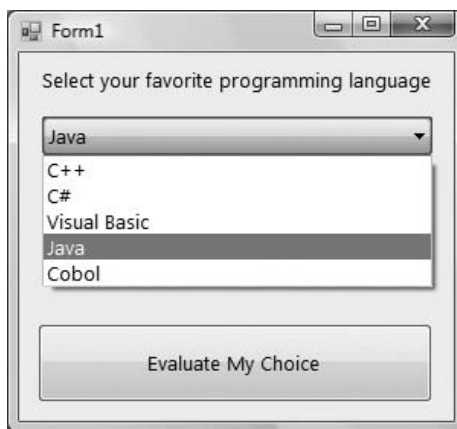 Form1
Select your favorite programming language
Java
C++
C#
Visual Basic
Java
Cobol
Evaluate My Choice